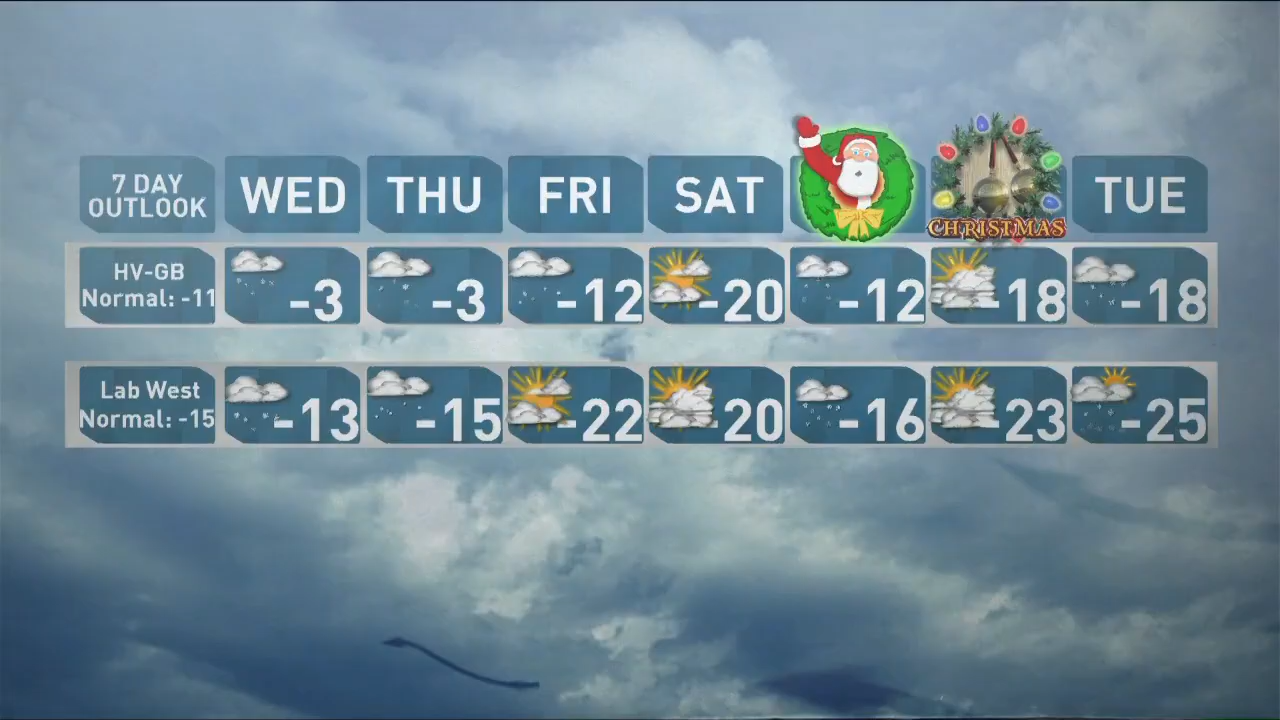 7 DAY
OUTLOOK
WED
THU
FRI
SAT
CHRISTMAS
TUE
HV-GB
Normal: -11
-3
-3
-12
-20
-12
-18
-18
Lab West
Normal: -15
-13
-15
-22
-20
-16
-23
-25